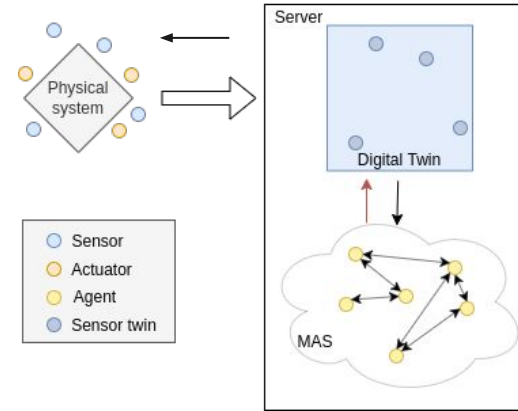 Server
Physical
system
Digital Twin
Sensor
Actuator
Agent
Sensor twin
MAS